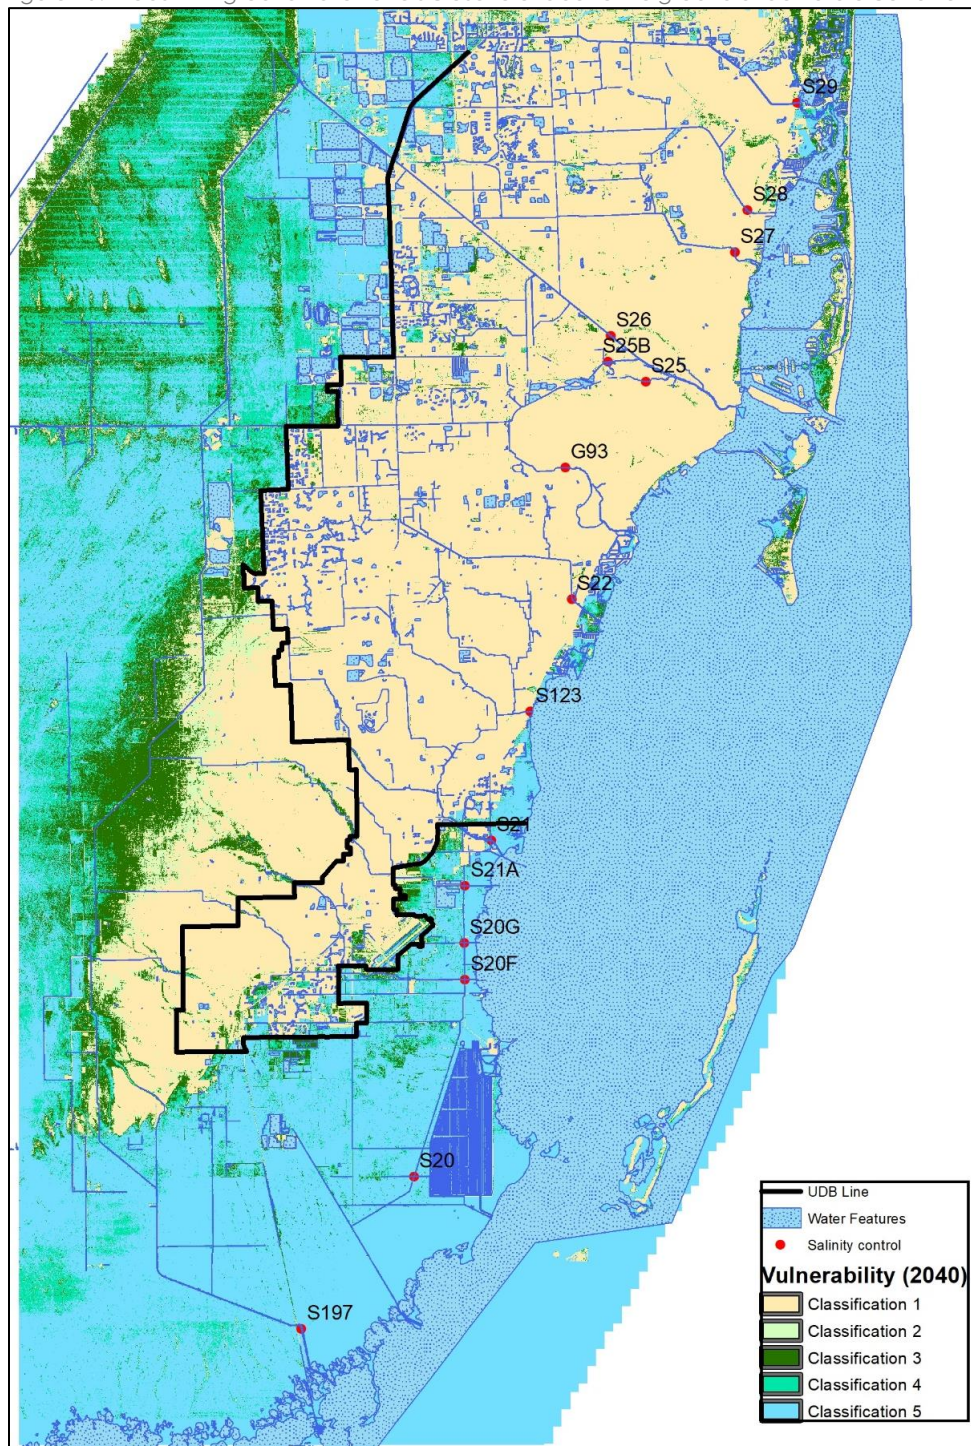 S29
S28
S27
S26
S25B
S25
G93
S22
S123
S21
S21A
S20G
S20F
S20
S197
UDB Line
Water Features
Salinity control
Vulnerability (2040)
Classification 1
Classification 2
Classification 3
Classification 4
Classification 5